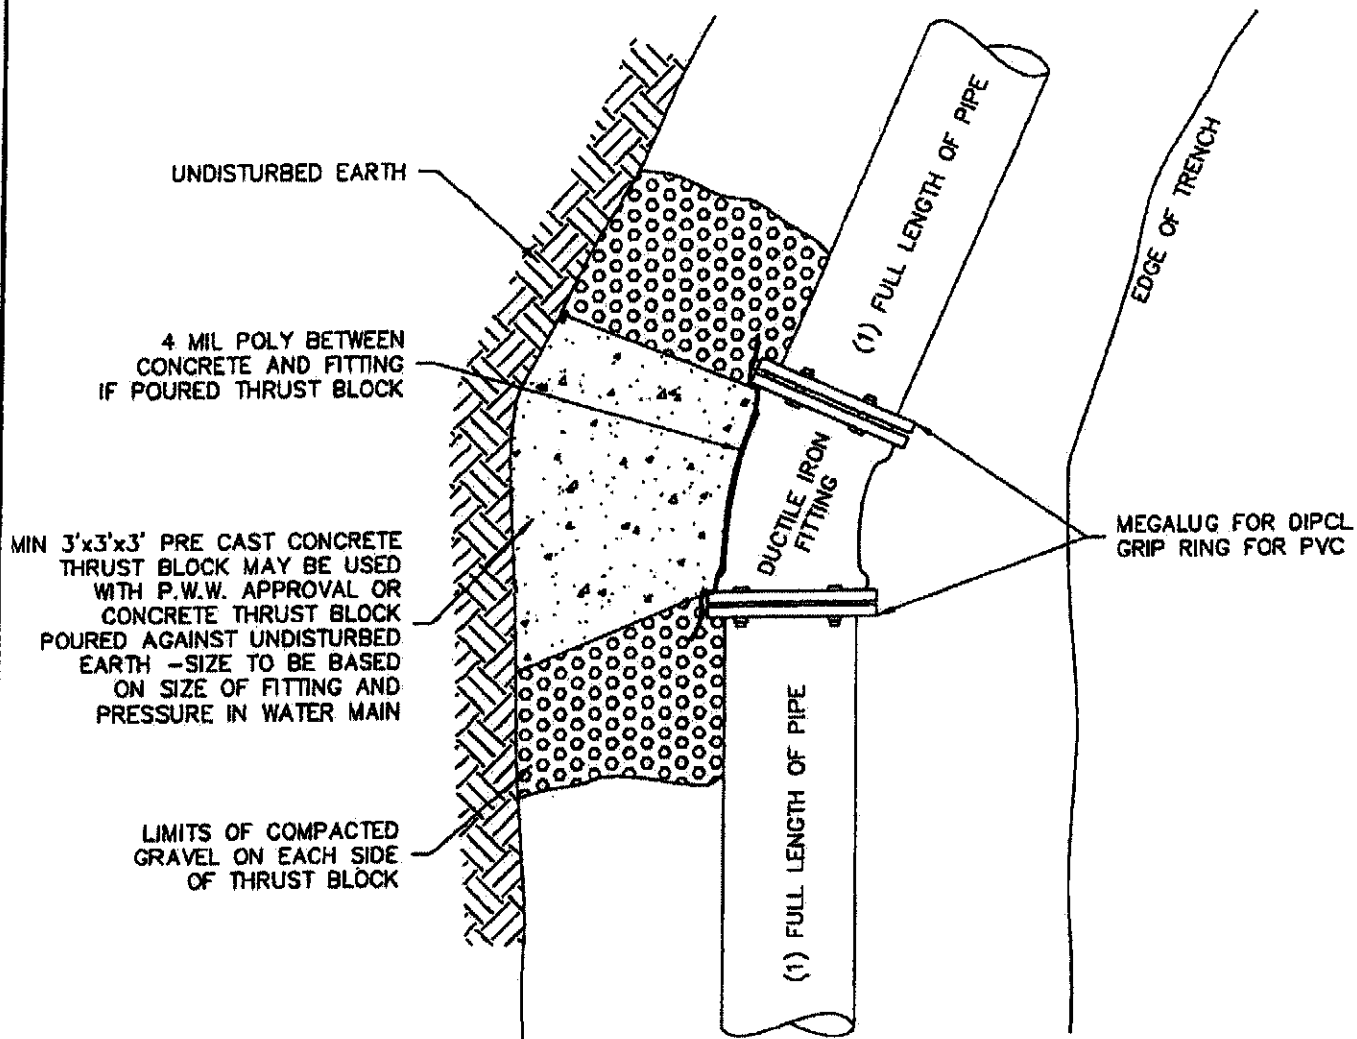 UNDISTURBED EARTH
4 MIL POLY BETWEEN
CONCRETE AND FITTING
IF POURED THRUST BLOCK
MIN 3'x3'x3' PRE CAST CONCRETE
THRUST BLOCK MAY BE USED
WITH P.W.W. APPROVAL OR
CONCRETE THRUST BLOCK
POURED AGAINST UNDISTURBED
EARTH -SIZE TO BE BASED
ON SIZE OF FITTING AND
PRESSURE IN WATER MAIN
LIMITS OF COMPACTED
GRAVEL ON EACH SIDE
OF THRUST BLOCK
(1) FULL LENGTH OF PIPE
EDGE OF TRENCH
DUCTILE IRON
FITTING
MEGALUG FOR DIPCL
GRIP RING FOR PVC
(1) FULL LENGTH OF PIPE